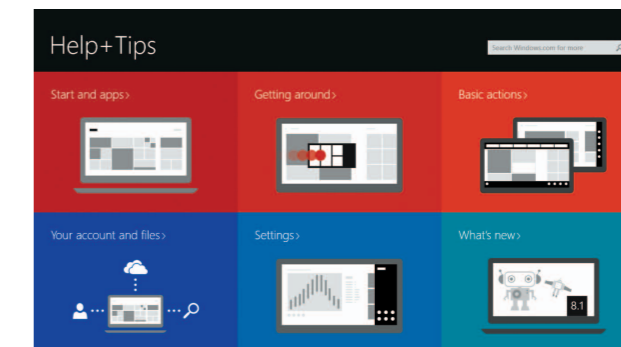 Help+Tips
Search Windows.com for more
Start and apps›
Getting around›
Basic actions›
Your account and files›
Settings›
What's new›
8.1